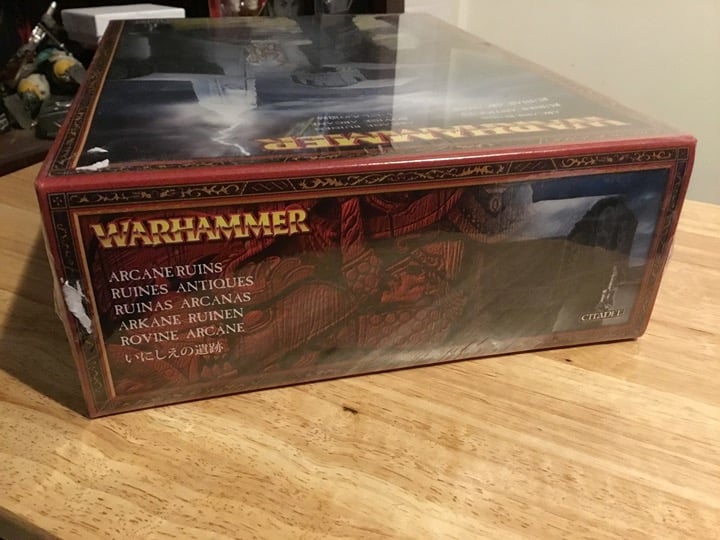 WARHAMMER
WARHAMMER
ARCANE RUINS
RUINES ANTIQUES
RUINAS ARCANAS
ARKANE RUINEN
ROVINE ARCANE
いにしえの遺跡
CITADEL